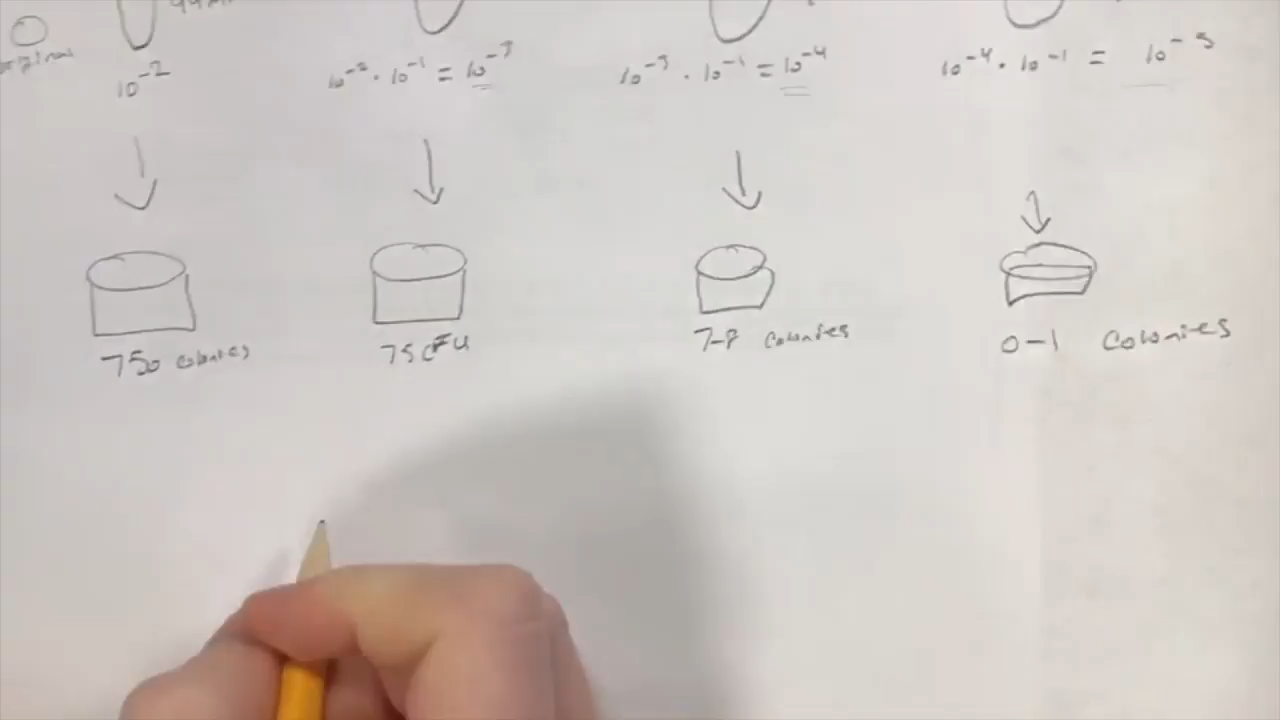 original
10⁻²
10⁻² · 10⁻¹ = 10⁻³
10⁻³ · 10⁻¹ = 10⁻⁴
10⁻⁴ · 10⁻¹ = 10⁻⁵
750 colonies
75 CFU
7-8 colonies
0-1 colonies